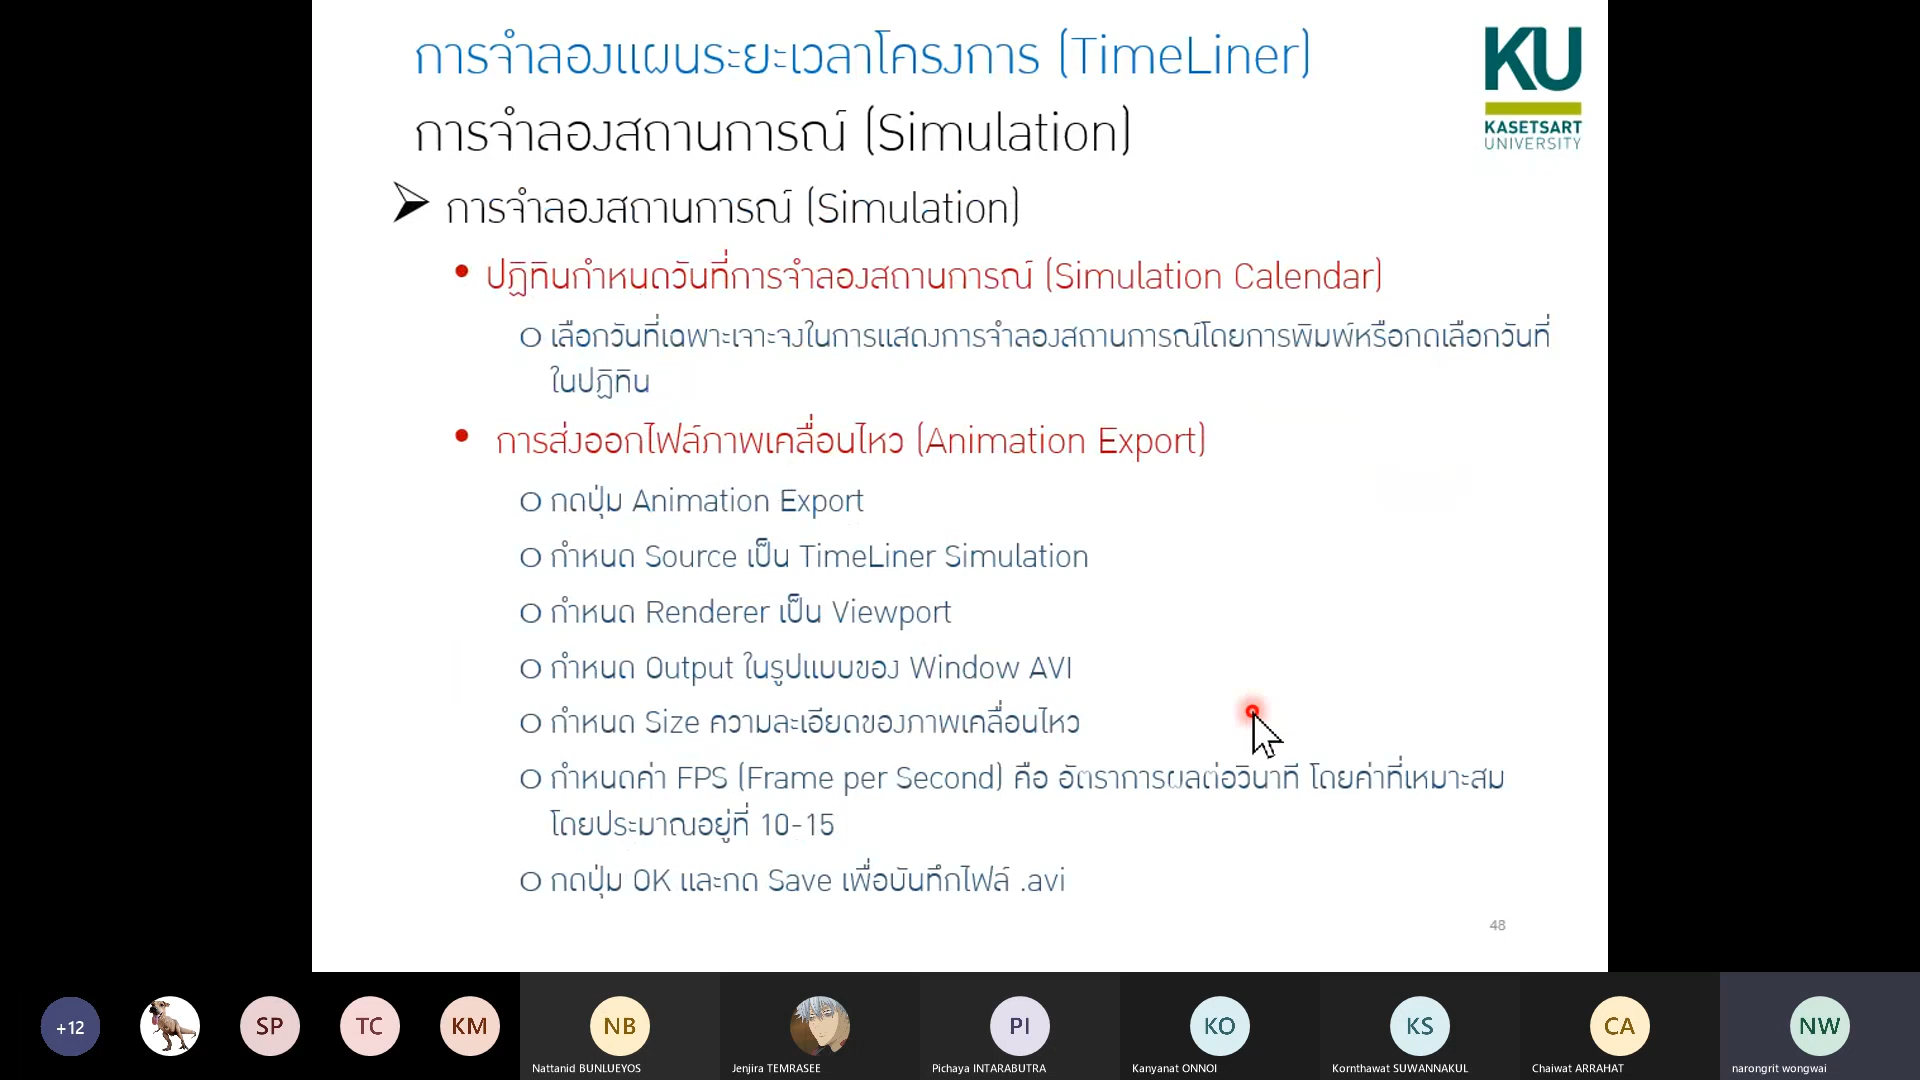 การจำลองแผนระยะเวลาโครงการ (TimeLiner)
การจำลองสถานการณ์ (Simulation)
KU
KASETSART
UNIVERSITY
➢ การจำลองสถานการณ์ (Simulation)
• ปฏิทินกำหนดวันที่การจำลองสถานการณ์ (Simulation Calendar)
o เลือกวันที่เฉพาะเจาะจงในการแสดงการจำลองสถานการณ์โดยการพิมพ์หรือกดเลือกวันที่
ในปฏิทิน
• การส่งออกไฟล์ภาพเคลื่อนไหว (Animation Export)
o กดปุ่ม Animation Export
o กำหนด Source เป็น TimeLiner Simulation
o กำหนด Renderer เป็น Viewport
o กำหนด Output ในรูปแบบของ Window AVI
o กำหนด Size ความละเอียดของภาพเคลื่อนไหว
o กำหนดค่า FPS (Frame per Second) คือ อัตราการผลต่อวินาที โดยค่าที่เหมาะสม
โดยประมาณอยู่ที่ 10-15
o กดปุ่ม OK และกด Save เพื่อบันทึกไฟล์ .avi
48
+12
SP
TC
KM
NB
PI
KO
KS
CA
NW
Nattanid BUNLUEYOS
Jenjira TEMRASEE
Pichaya INTARABUTRA
Kanyanat ONNOI
Kornthawat SUWANNAKUL
Chaiwat ARRAHAT
narongrit wongwai